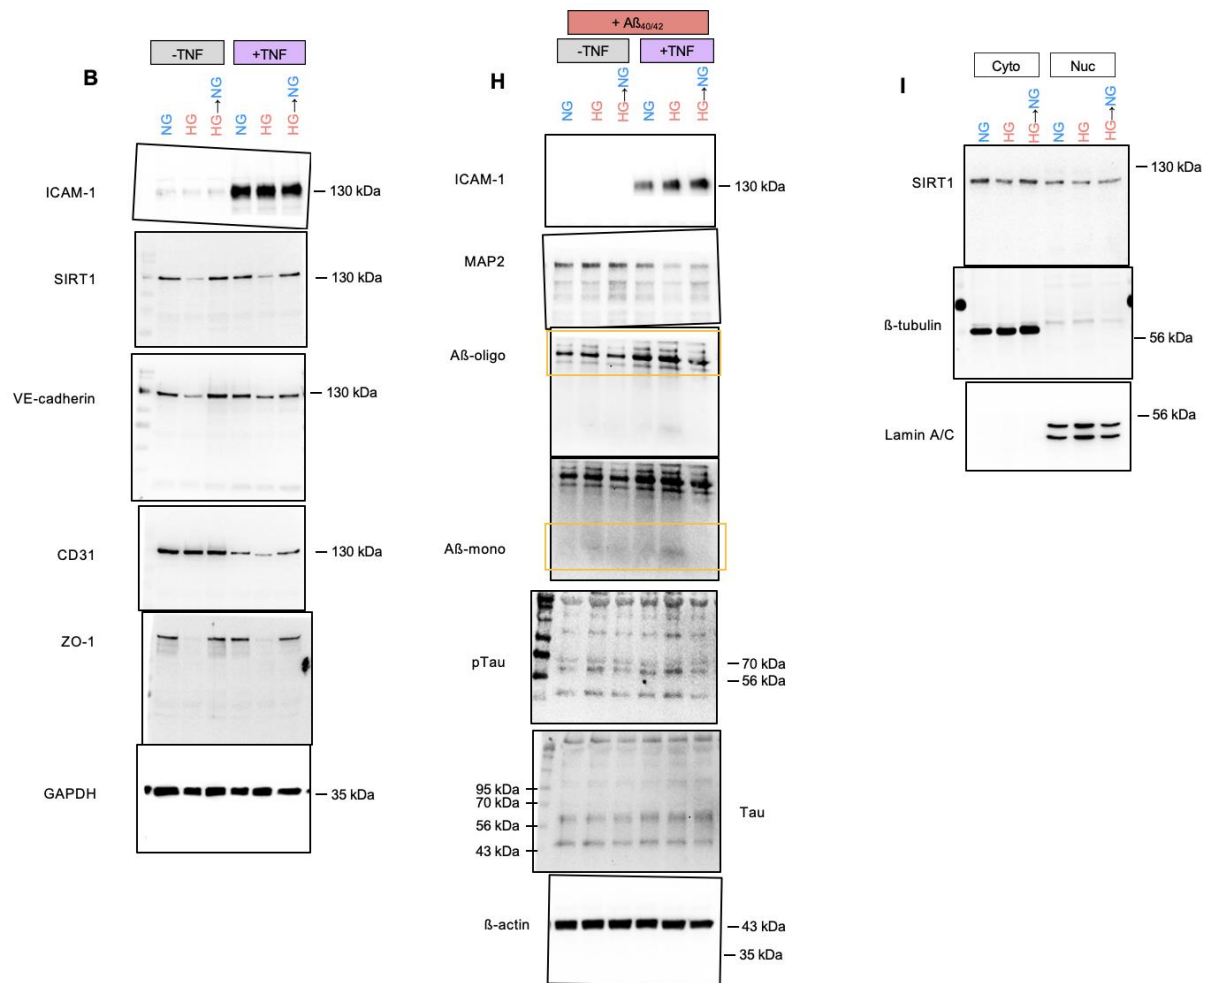 B
-TNF +TNF
NG HG HG→NG NG HG HG→NG
ICAM-1 130 kDa
SIRT1 130 kDa
VE-cadherin 130 kDa
CD31 130 kDa
ZO-1
GAPDH 35 kDa
H
+ Aß40/42
-TNF +TNF
NG HG HG→NG NG HG HG→NG
ICAM-1 130 kDa
MAP2
Aß-oligo
Aß-mono
pTau 70 kDa
56 kDa
95 kDa
70 kDa
56 kDa
43 kDa
Tau
ß-actin 43 kDa
35 kDa
I
Cyto Nuc
NG HG HG→NG NG HG HG→NG
130 kDa
SIRT1
ß-tubulin 56 kDa
56 kDa
Lamin A/C